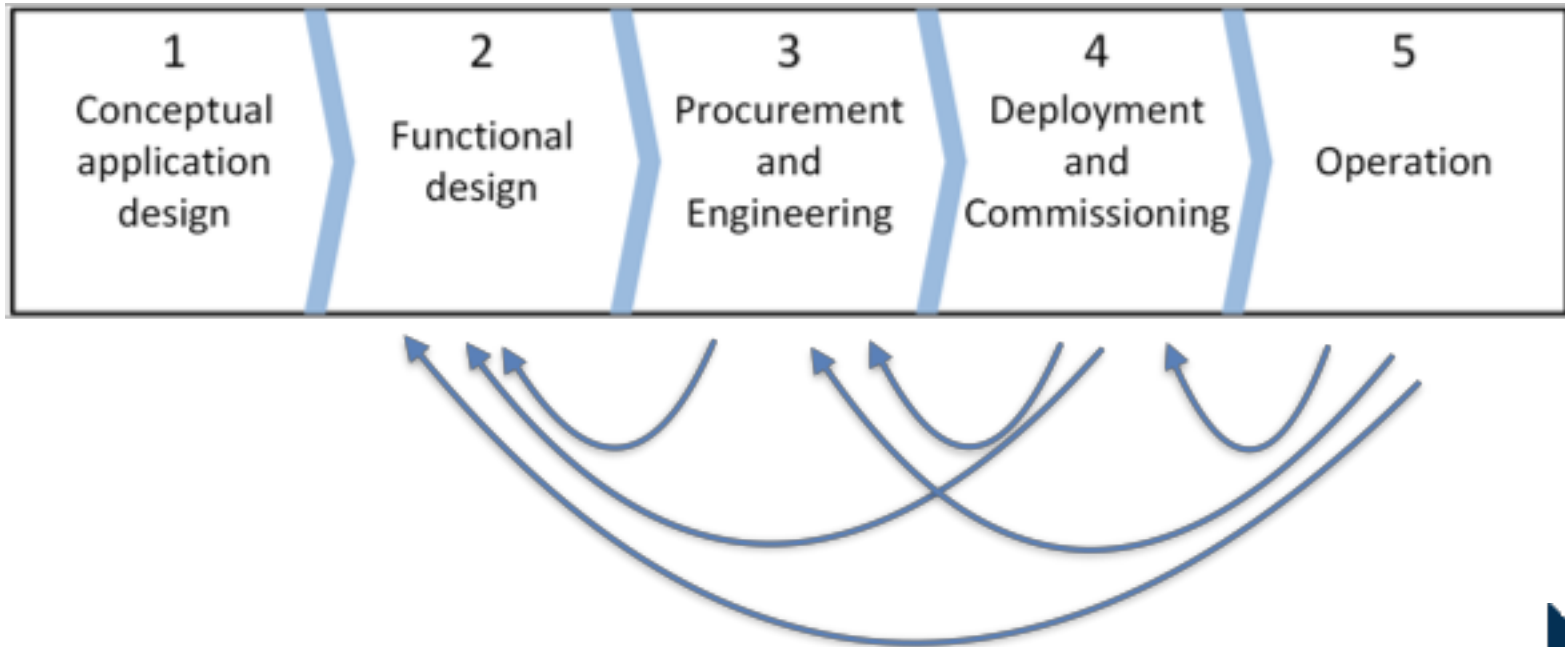 1
Conceptual
application
design
2
Functional
design
3
Procurement
and
Engineering
4
Deployment
and
Commissioning
5
Operation